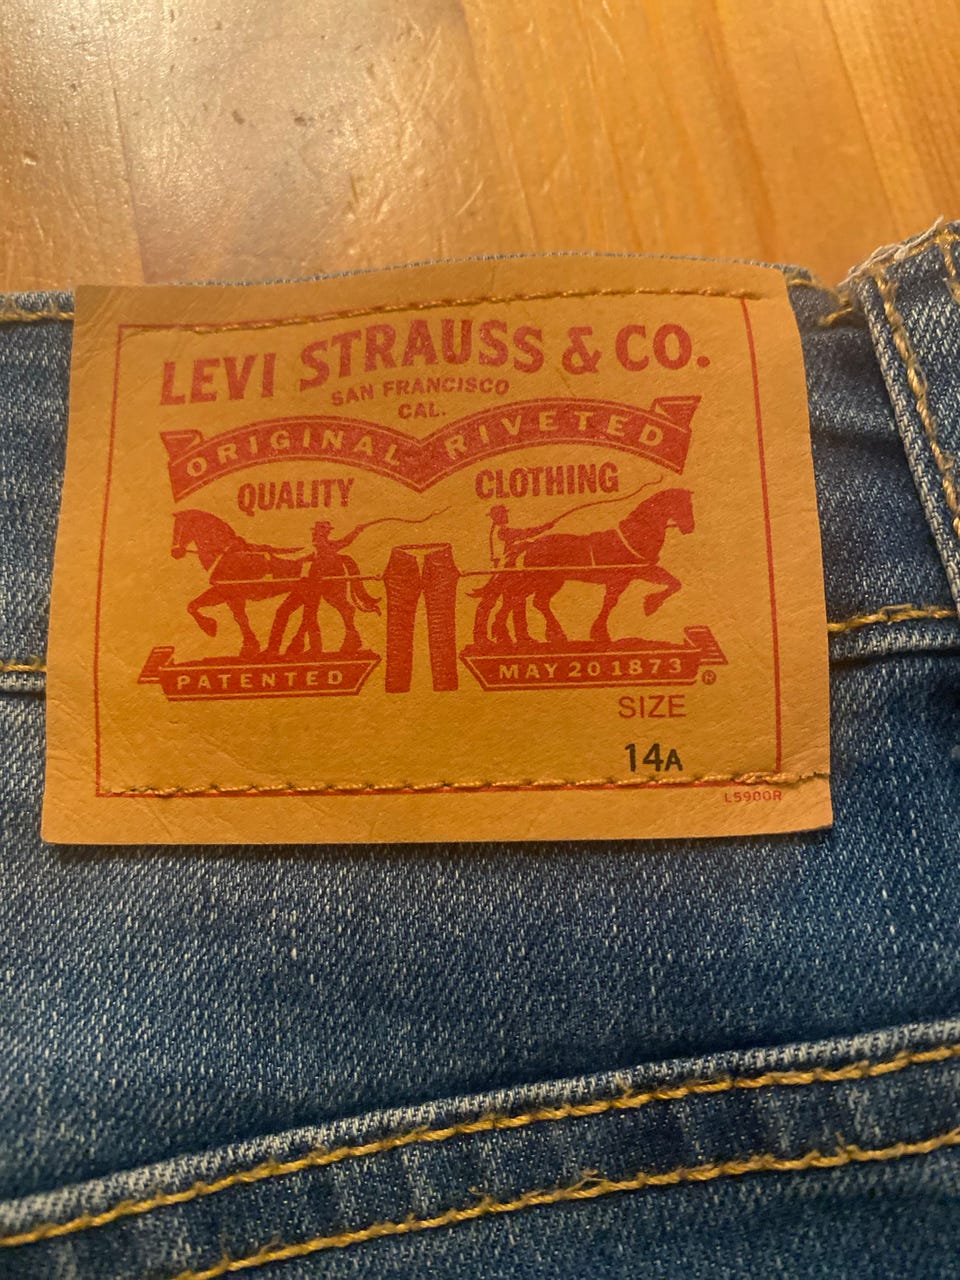 LEVI STRAUSS & CO.
SAN FRANCISCO
CAL.
ORIGINAL RIVETED
QUALITY CLOTHING
PATENTED MAY 20 1873 ®
SIZE
14A
L5900R